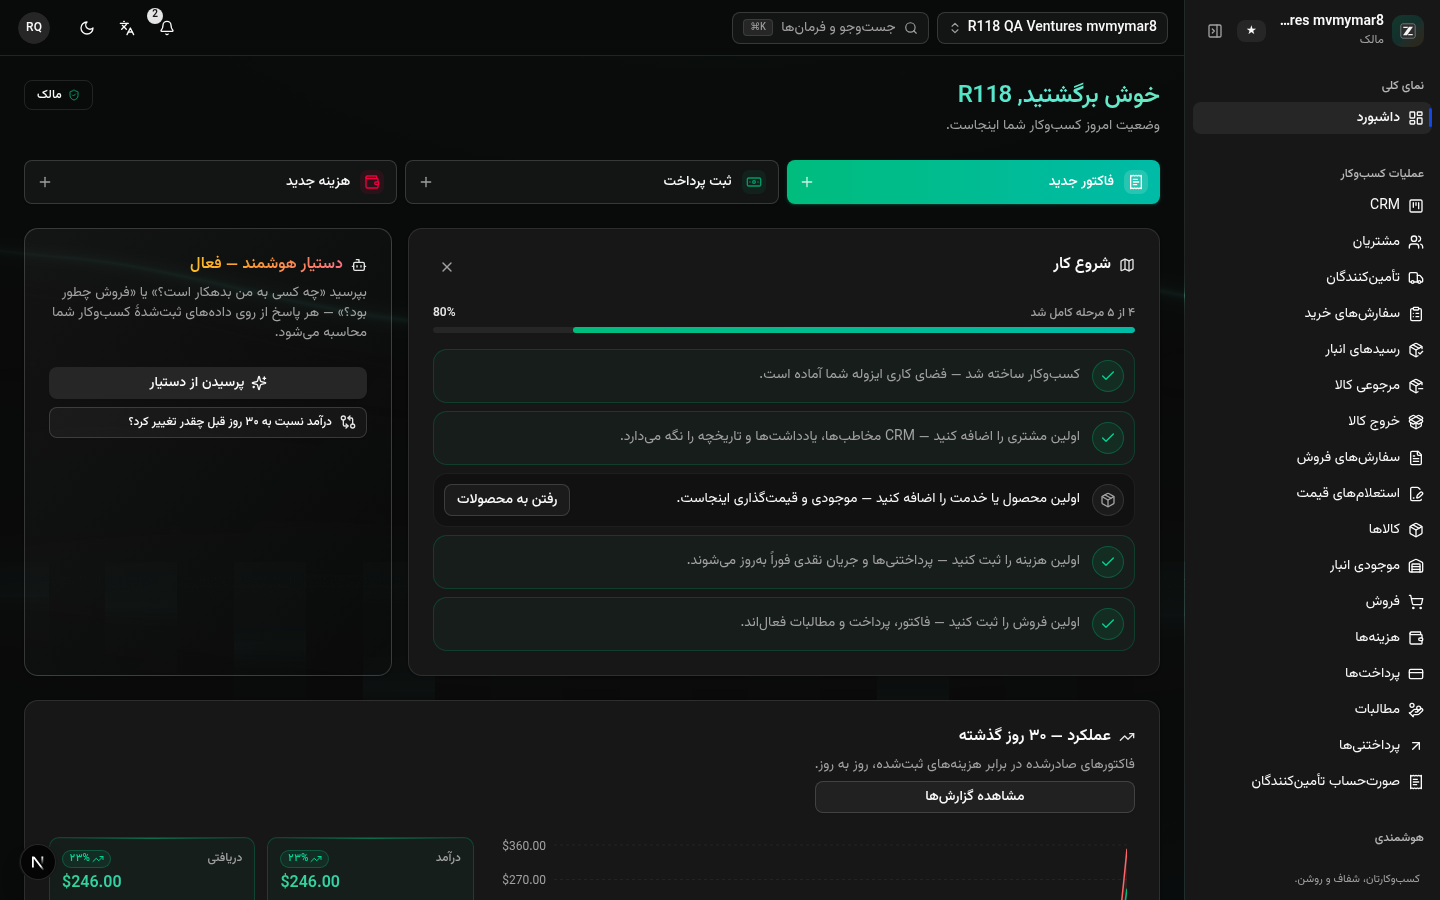 …res mvmymar8
مالک
نمای کلی
داشبورد
عملیات کسب‌وکار
CRM
مشتریان
تأمین‌کنندگان
سفارش‌های خرید
رسیدهای انبار
مرجوعی کالا
خروج کالا
سفارش‌های فروش
استعلام‌های قیمت
کالاها
موجودی انبار
فروش
هزینه‌ها
پرداخت‌ها
مطالبات
پرداختنی‌ها
صورت‌حساب تأمین‌کنندگان
هوشمندی
کسب‌وکارتان، شفاف و روشن.
R118 QA Ventures mvmymar8
جست‌وجو و فرمان‌ها
⌘K
2
RQ
خوش برگشتید, R118
وضعیت امروز کسب‌وکار شما اینجاست.
مالک
فاکتور جدید
ثبت پرداخت
هزینه جدید
شروع کار
۴ از ۵ مرحله کامل شد
80%
کسب‌وکار ساخته شد — فضای کاری ایزوله شما آماده است.
اولین مشتری را اضافه کنید — CRM مخاطب‌ها، یادداشت‌ها و تاریخچه را نگه می‌دارد.
اولین محصول یا خدمت را اضافه کنید — موجودی و قیمت‌گذاری اینجاست.
رفتن به محصولات
اولین هزینه را ثبت کنید — پرداختنی‌ها و جریان نقدی فوراً به‌روز می‌شوند.
اولین فروش را ثبت کنید — فاکتور، پرداخت و مطالبات فعال‌اند.
دستیار هوشمند — فعال
بپرسید «چه کسی به من بدهکار است؟» یا «فروش چطور
بود؟» — هر پاسخ از روی داده‌های ثبت‌شدهٔ کسب‌وکار شما
محاسبه می‌شود.
پرسیدن از دستیار
درآمد نسبت به ۳۰ روز قبل چقدر تغییر کرد؟
عملکرد — ۳۰ روز گذشته
فاکتورهای صادرشده در برابر هزینه‌های ثبت‌شده، روز به روز.
مشاهده گزارش‌ها
$360.00
$270.00
درآمد
۲۳%
$246.00
دریافتی
۲۳%
$246.00
N